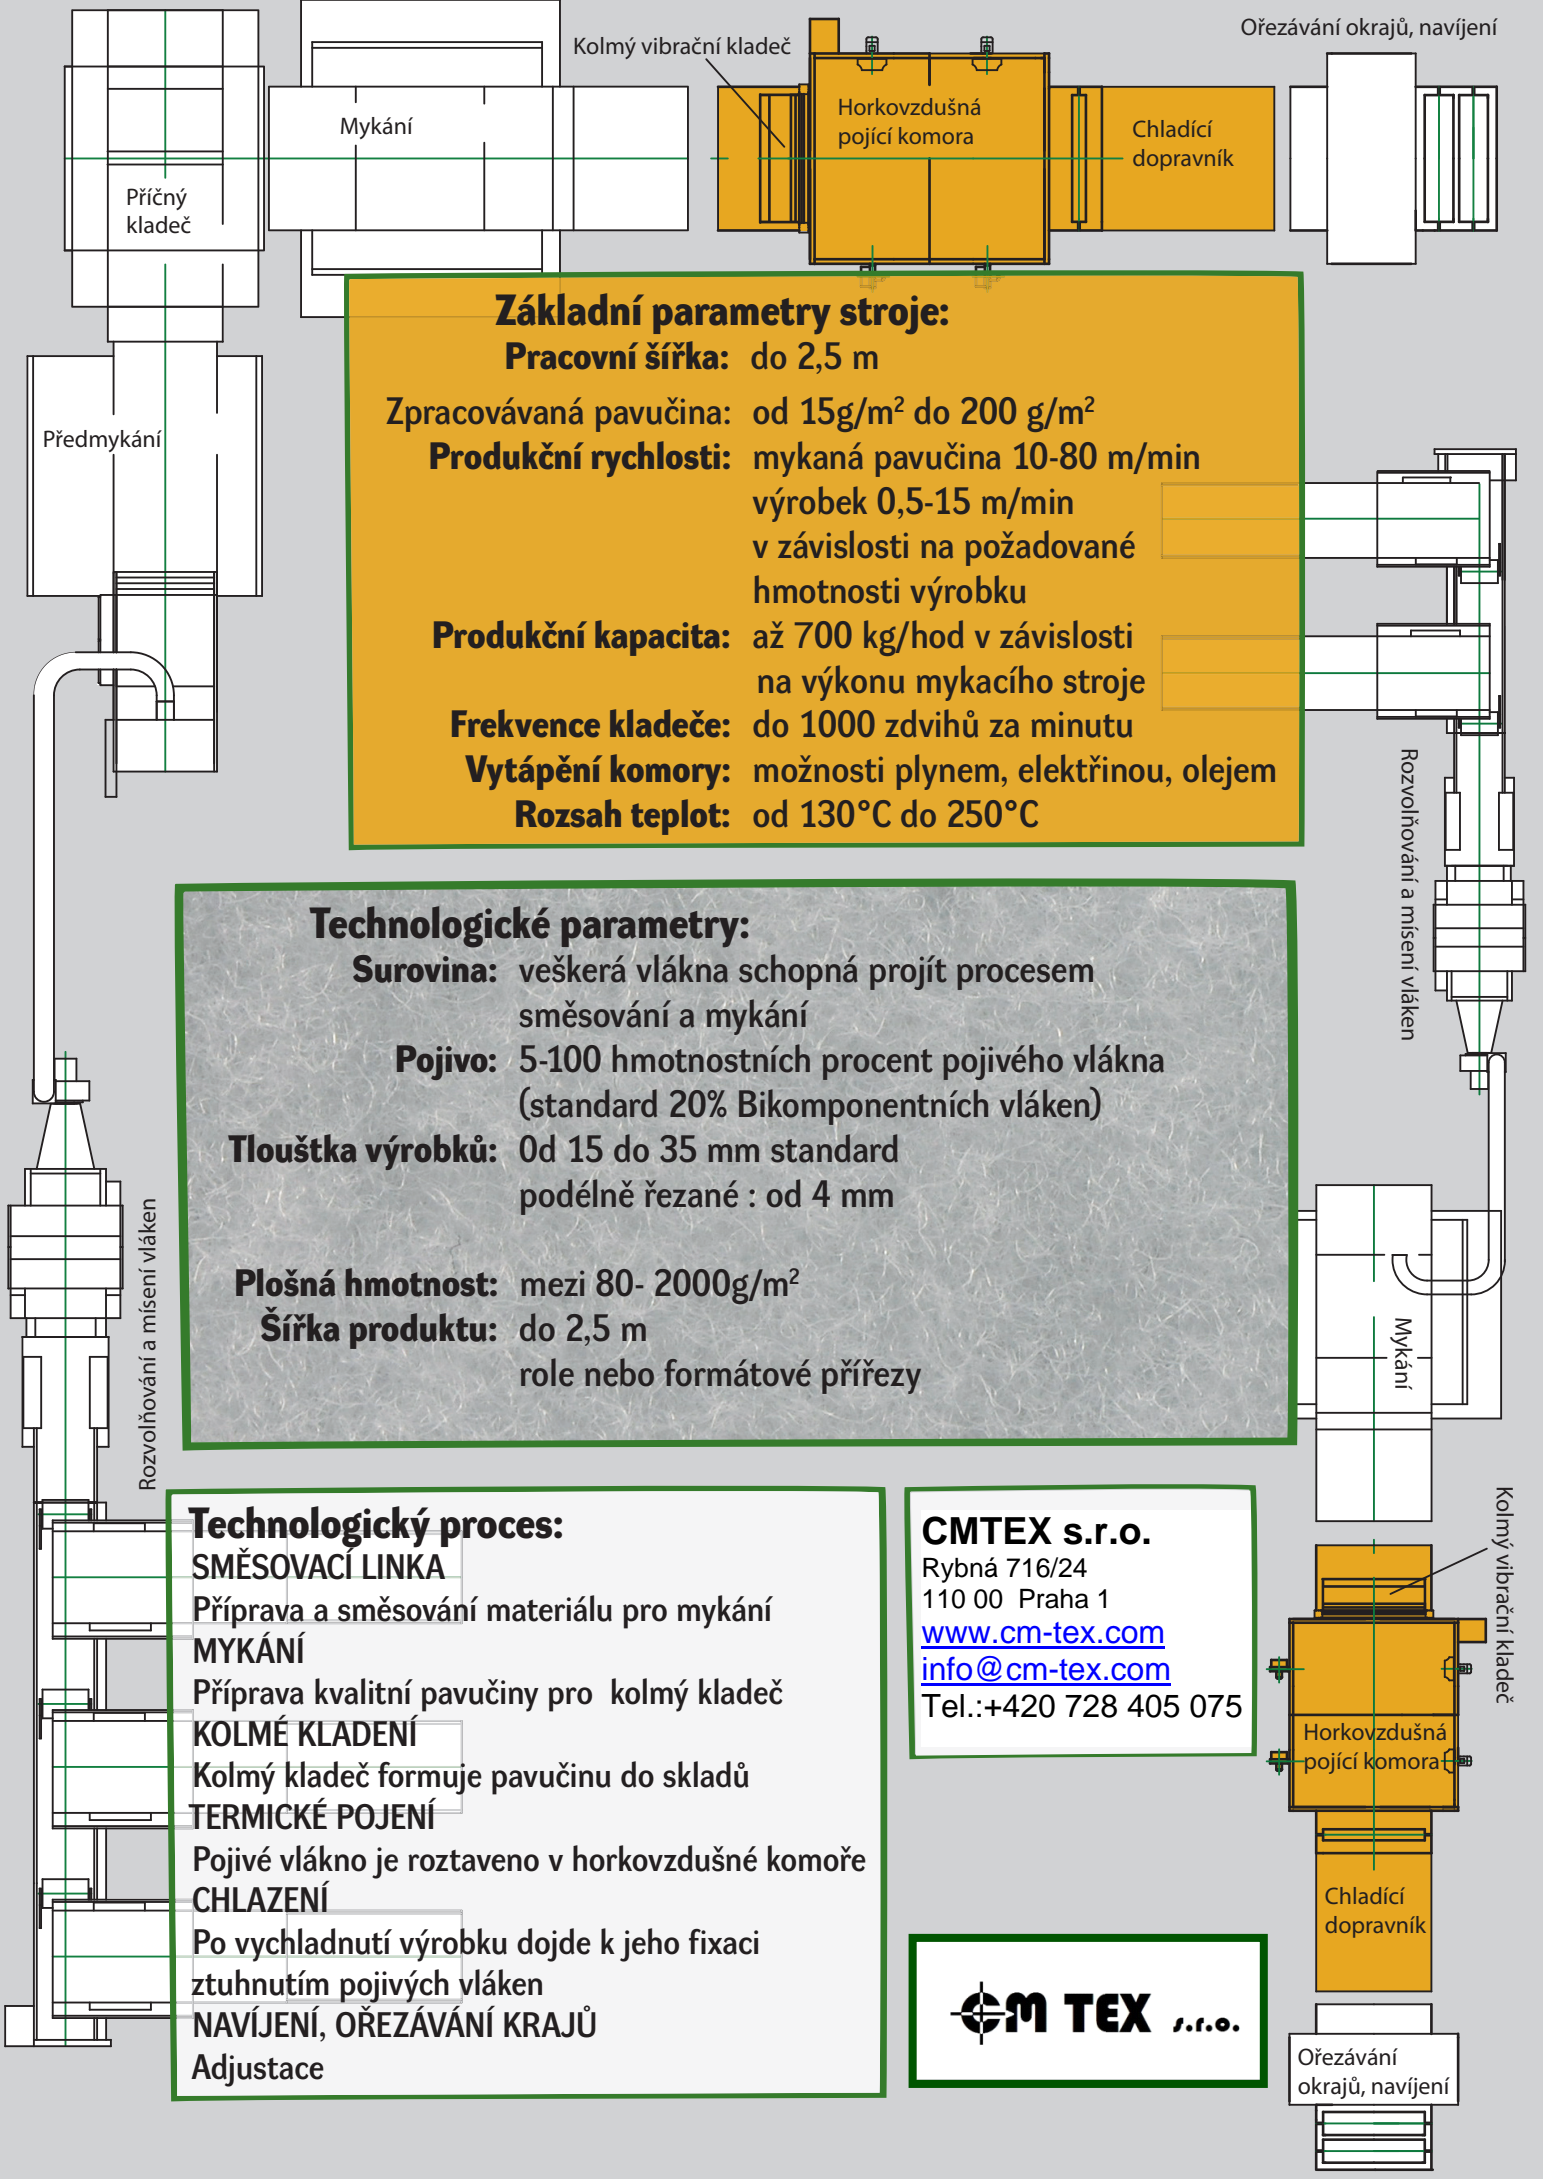 Kolmý vibrační kladeč
Ořezávání okrajů, navíjení
Mykání
Horkovzdušná
pojící komora
Chladící
dopravník
Příčný
kladeč
Předmykání
Základní parametry stroje:
Pracovní šířka: do 2,5 m
Zpracovávaná pavučina: od 15g/m² do 200 g/m²
Produkční rychlosti: mykaná pavučina 10-80 m/min
výrobek 0,5-15 m/min
v závislosti na požadované
hmotnosti výrobku
Produkční kapacita: až 700 kg/hod v závislosti
na výkonu mykacího stroje
Frekvence kladeče: do 1000 zdvihů za minutu
Vytápění komory: možnosti plynem, elektřinou, olejem
Rozsah teplot: od 130°C do 250°C
Rozvolňování a mísení vláken
Technologické parametry:
Surovina: veškerá vlákna schopná projít procesem
směsování a mykání
Pojivo: 5-100 hmotnostních procent pojivého vlákna
(standard 20% Bikomponentních vláken)
Tlouštka výrobků: 0d 15 do 35 mm standard
podélně řezané : od 4 mm
Plošná hmotnost: mezi 80- 2000g/m²
Šířka produktu: do 2,5 m
role nebo formátové přířezy
Rozvolňování a mísení vláken
Mykání
Technologický proces:
SMĚSOVACÍ LINKA
Příprava a směsování materiálu pro mykání
MYKÁNÍ
Příprava kvalitní pavučiny pro  kolmý kladeč
KOLMÉ KLADENÍ
Kolmý kladeč formuje pavučinu do skladů
TERMICKÉ POJENÍ
Pojivé vlákno je roztaveno v horkovzdušné komoře
CHLAZENÍ
Po vychladnutí výrobku dojde k jeho fixaci
ztuhnutím pojivých vláken
NAVÍJENÍ, OŘEZÁVÁNÍ KRAJŮ
Adjustace
CMTEX s.r.o.
Rybná 716/24
110 00  Praha 1
www.cm-tex.com
info@cm-tex.com
Tel.:+420 728 405 075
Kolmý vibrační kladeč
Horkovzdušná
pojící komora
Chladící
dopravník
CM TEX s.r.o.
Ořezávání
okrajů, navíjení